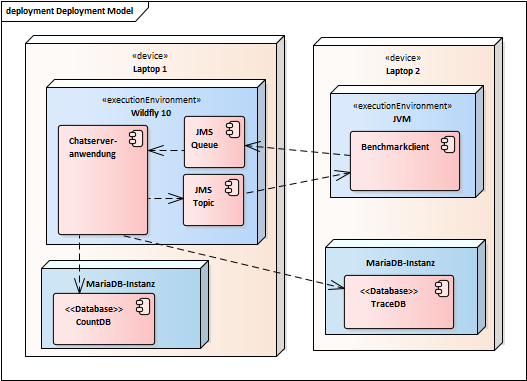 deployment Deployment Model
«device»
Laptop 1
«executionEnvironment»
Wildfly 10
Chatserver-
anwendung
JMS
Queue
JMS
Topic
MariaDB-Instanz
<<Database>>
CountDB
«device»
Laptop 2
«executionEnvironment»
JVM
Benchmarkclient
MariaDB-Instanz
<<Database>>
TraceDB